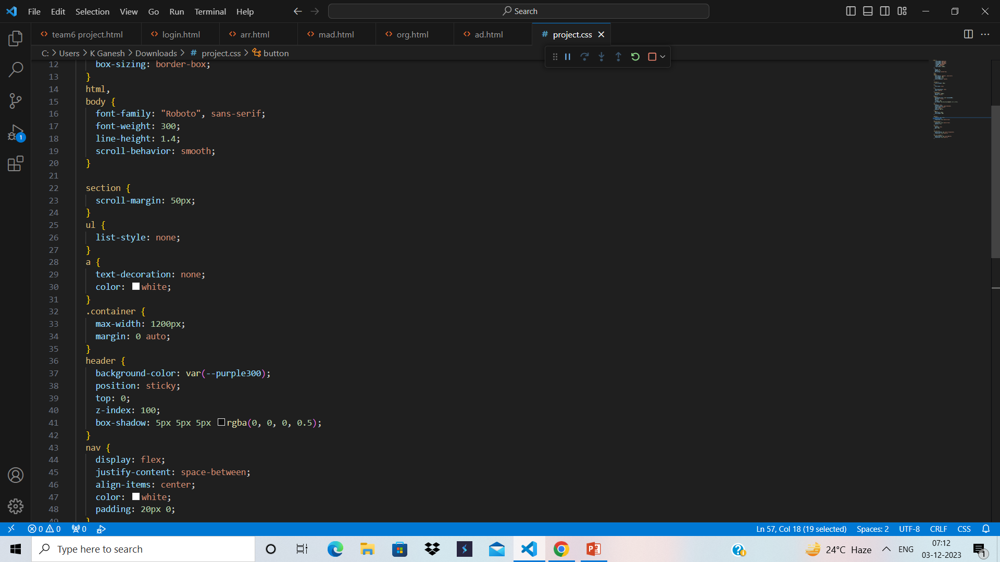 File Edit Selection View Go Run Terminal Help Search
team6 project.html login.html arr.html mad.html org.html ad.html # project.css
C: > Users > K Ganesh > Downloads > # project.css > button
12 box-sizing: border-box;
13 }
14 html,
15 body {
16 font-family: "Roboto", sans-serif;
17 font-weight: 300;
18 line-height: 1.4;
19 scroll-behavior: smooth;
20 }
21
22 section {
23 scroll-margin: 50px;
24 }
25 ul {
26 list-style: none;
27 }
28 a {
29 text-decoration: none;
30 color: white;
31 }
32 .container {
33 max-width: 1200px;
34 margin: 0 auto;
35 }
36 header {
37 background-color: var(--purple300);
38 position: sticky;
39 top: 0;
40 z-index: 100;
41 box-shadow: 5px 5px 5px rgba(0, 0, 0, 0.5);
42 }
43 nav {
44 display: flex;
45 justify-content: space-between;
46 align-items: center;
47 color: white;
48 padding: 20px 0;
49 }
1
0 0 0 Ln 57, Col 18 (19 selected) Spaces: 2 UTF-8 CRLF CSS
Type here to search 24°C Haze ENG 07:12
03-12-2023 1